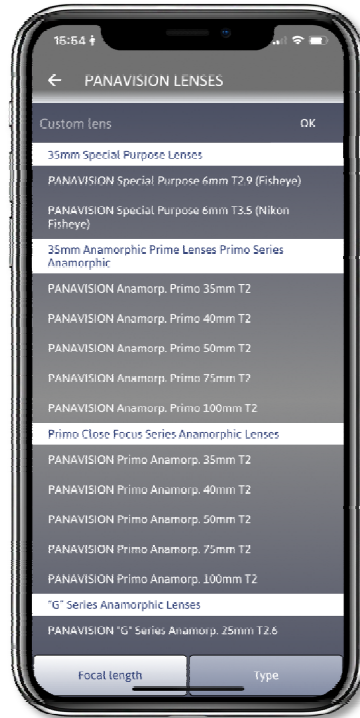 15:54
← PANAVISION LENSES
Custom lens OK
35mm Special Purpose Lenses
PANAVISION Special Purpose 6mm T2.9 (Fisheye)
PANAVISION Special Purpose 6mm T3.5 (Nikon
Fisheye)
35mm Anamorphic Prime Lenses Primo Series
Anamorphic
PANAVISION Anamorp. Primo 35mm T2
PANAVISION Anamorp. Primo 40mm T2
PANAVISION Anamorp. Primo 50mm T2
PANAVISION Anamorp. Primo 75mm T2
PANAVISION Anamorp. Primo 100mm T2
Primo Close Focus Series Anamorphic Lenses
PANAVISION Primo Anamorp. 35mm T2
PANAVISION Primo Anamorp. 40mm T2
PANAVISION Primo Anamorp. 50mm T2
PANAVISION Primo Anamorp. 75mm T2
PANAVISION Primo Anamorp. 100mm T2
"G" Series Anamorphic Lenses
PANAVISION "G" Series Anamorp. 25mm T2.6
Focal length Type